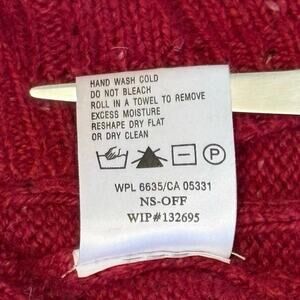 HAND WASH COLD
DO NOT BLEACH
ROLL IN A TOWEL TO REMOVE
EXCESS MOISTURE
RESHAPE DRY FLAT
OR DRY CLEAN
P
WPL 6635/CA 05331
NS-OFF
WIP#132695